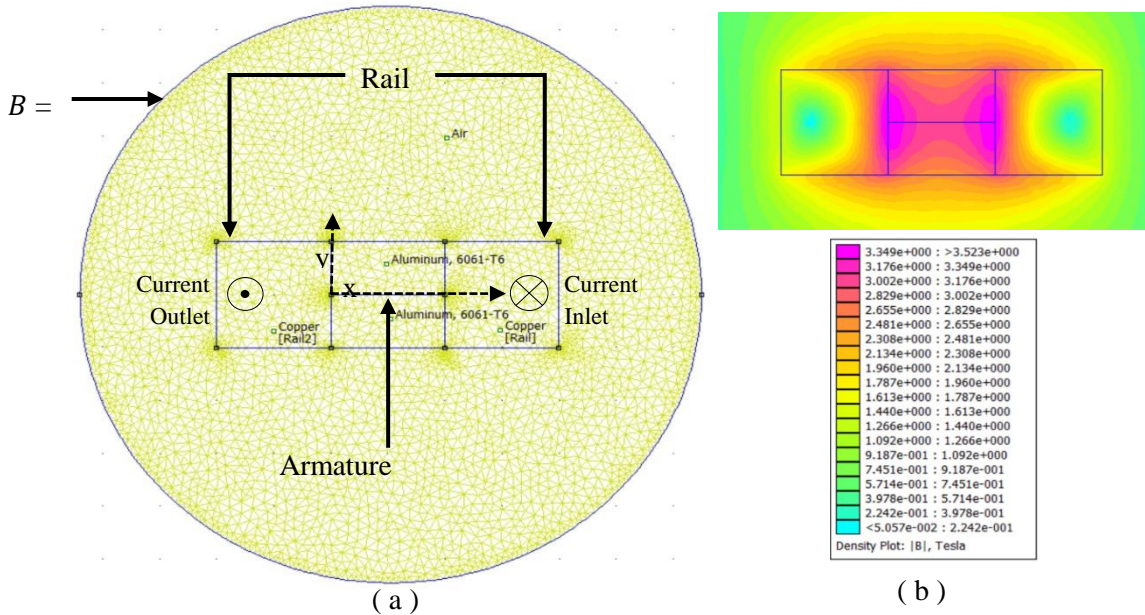 B =
Rail
Air
v
Aluminum, 6061-T6
x
Current
Outlet
Current
Inlet
Aluminum, 6061-T6
Copper
[Rail2]
Copper
[Rail]
Armature
( a )
3.349e+000 : >3.523e+000
3.176e+000 : 3.349e+000
3.002e+000 : 3.176e+000
2.829e+000 : 3.002e+000
2.655e+000 : 2.829e+000
2.481e+000 : 2.655e+000
2.308e+000 : 2.481e+000
2.134e+000 : 2.308e+000
1.960e+000 : 2.134e+000
1.787e+000 : 1.960e+000
1.613e+000 : 1.787e+000
1.440e+000 : 1.613e+000
1.266e+000 : 1.440e+000
1.092e+000 : 1.266e+000
9.187e-001 : 1.092e+000
7.451e-001 : 9.187e-001
5.714e-001 : 7.451e-001
3.978e-001 : 5.714e-001
2.242e-001 : 3.978e-001
<5.057e-002 : 2.242e-001
Density Plot: |B|, Tesla
( b )